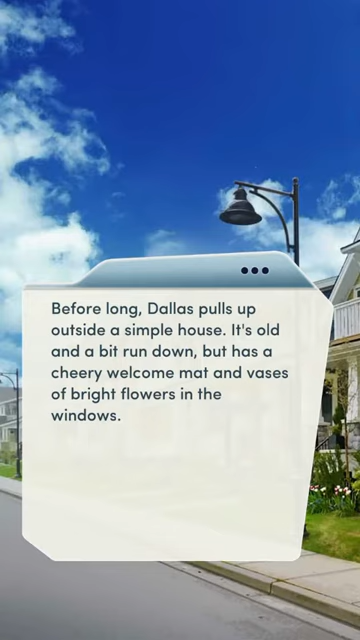 Before long, Dallas pulls up
outside a simple house. It's old
and a bit run down, but has a
cheery welcome mat and vases
of bright flowers in the
windows.